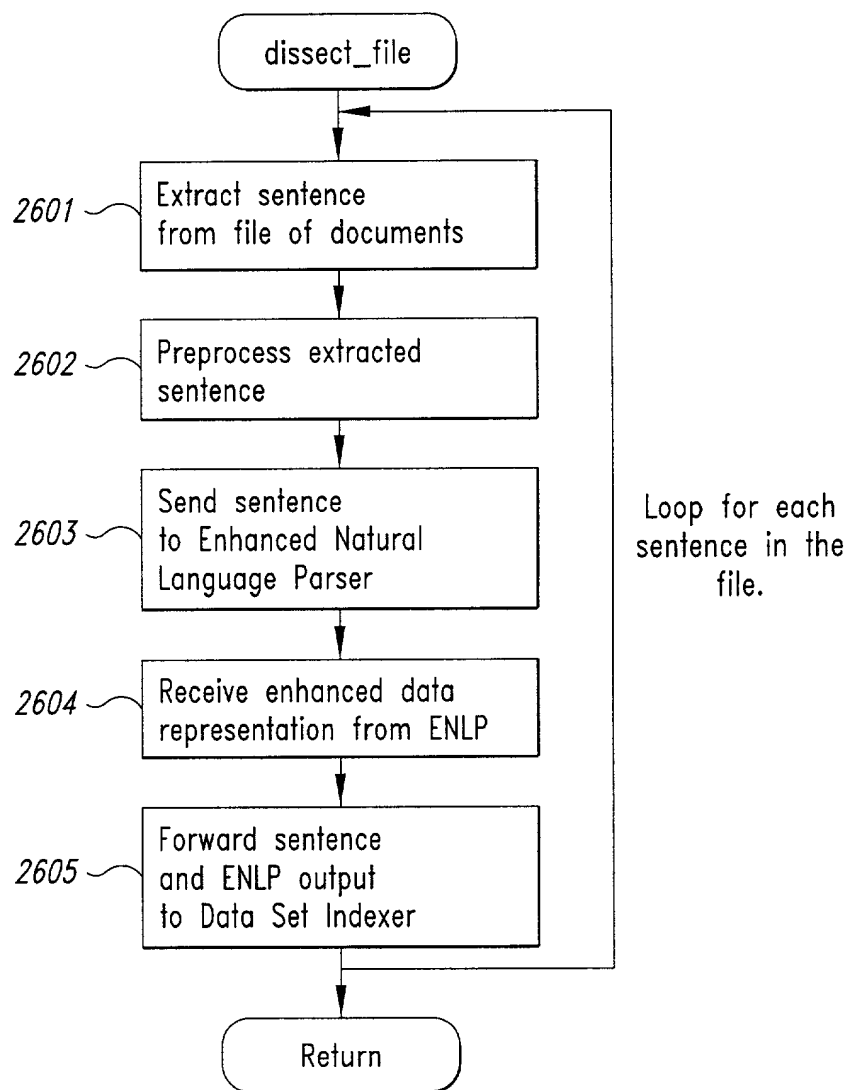 dissect_file
2601
Extract sentence
from file of documents
2602
Preprocess extracted
sentence
2603
Send sentence
to Enhanced Natural
Language Parser
Loop for each
sentence in the
file.
2604
Receive enhanced data
representation from ENLP
2605
Forward sentence
and ENLP output
to Data Set Indexer
Return